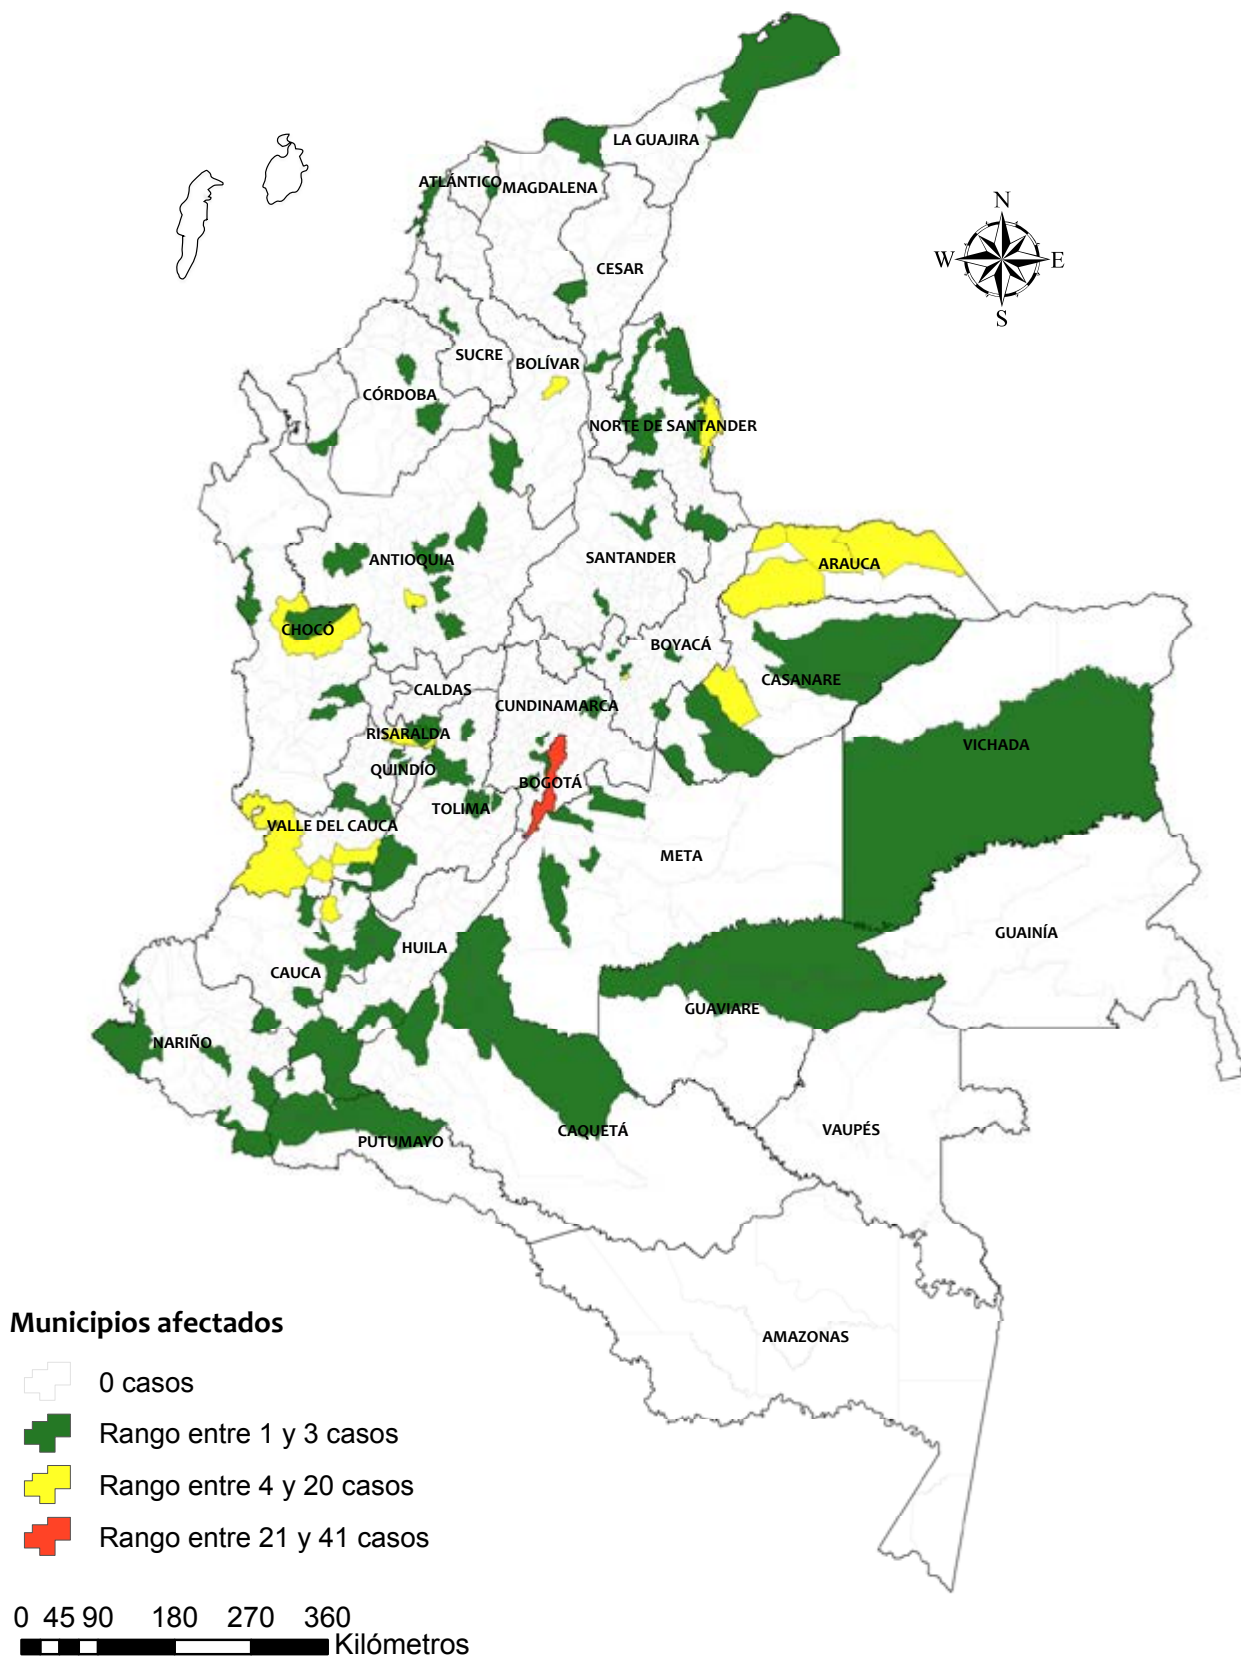 LA GUAJIRA
ATLÁNTICO
MAGDALENA
N
W
E
S
CESAR
SUCRE
BOLÍVAR
CÓRDOBA
NORTE DE SANTANDER
ANTIOQUIA
SANTANDER
ARAUCA
CHOCÓ
BOYACÁ
CASANARE
CALDAS
CUNDINAMARCA
RISARALDA
VICHADA
QUINDÍO
BOGOTÁ
TOLIMA
VALLE DEL CAUCA
META
GUAINÍA
HUILA
CAUCA
GUAVIARE
NARIÑO
CAQUETÁ
VAUPÉS
PUTUMAYO
AMAZONAS
Municipios afectados
0 casos
Rango entre 1 y 3 casos
Rango entre 4 y 20 casos
Rango entre 21 y 41 casos
0 45 90 180 270 360
Kilómetros